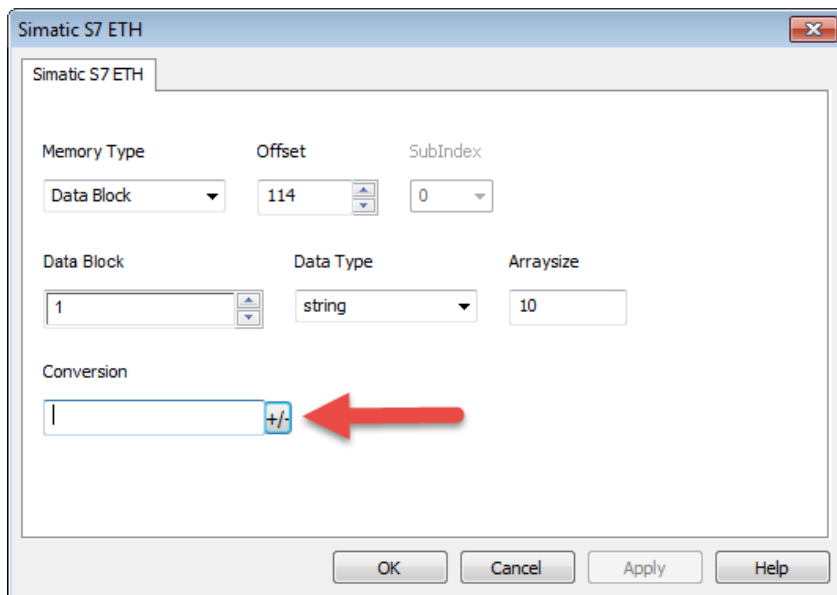 Simatic S7 ETH
Simatic S7 ETH
Memory Type Offset SubIndex
Data Block 114 0
Data Block Data Type Arraysize
1 string 10
Conversion
+/-
OK Cancel Apply Help